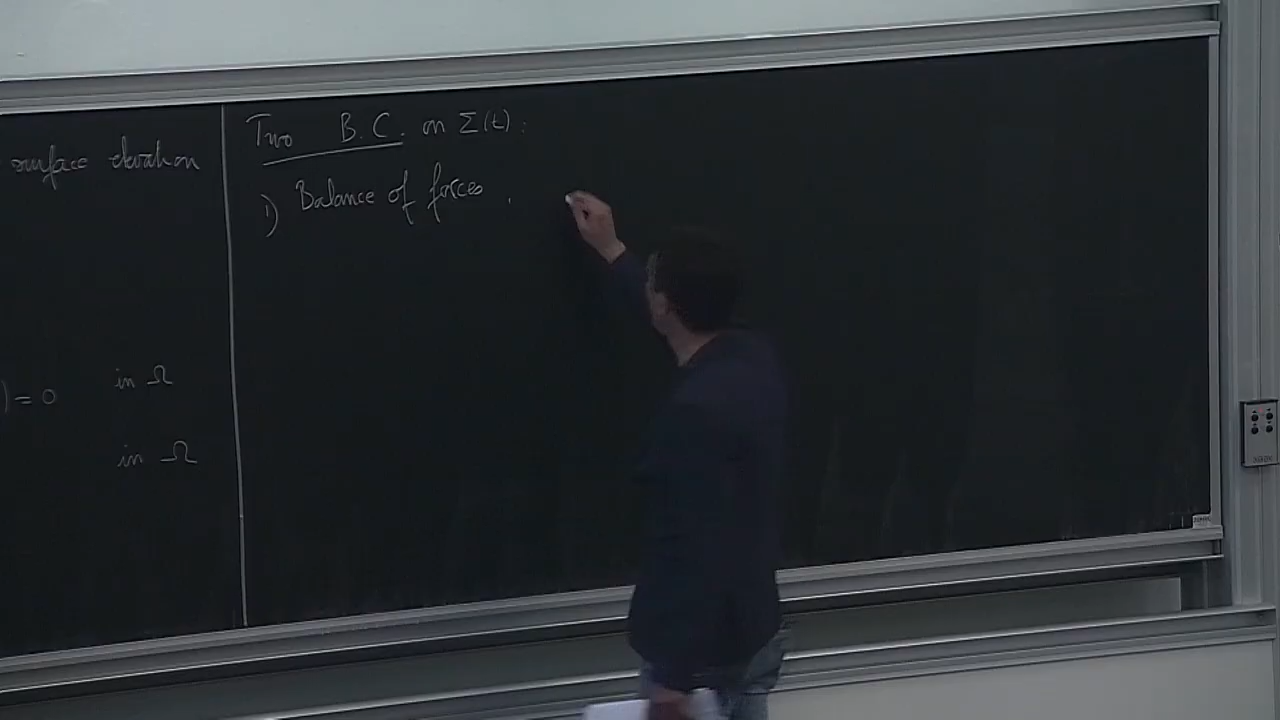 surface elevation
) = 0 in Ω
in Ω
Two B.C. on Σ(t) :
1) Balance of forces .